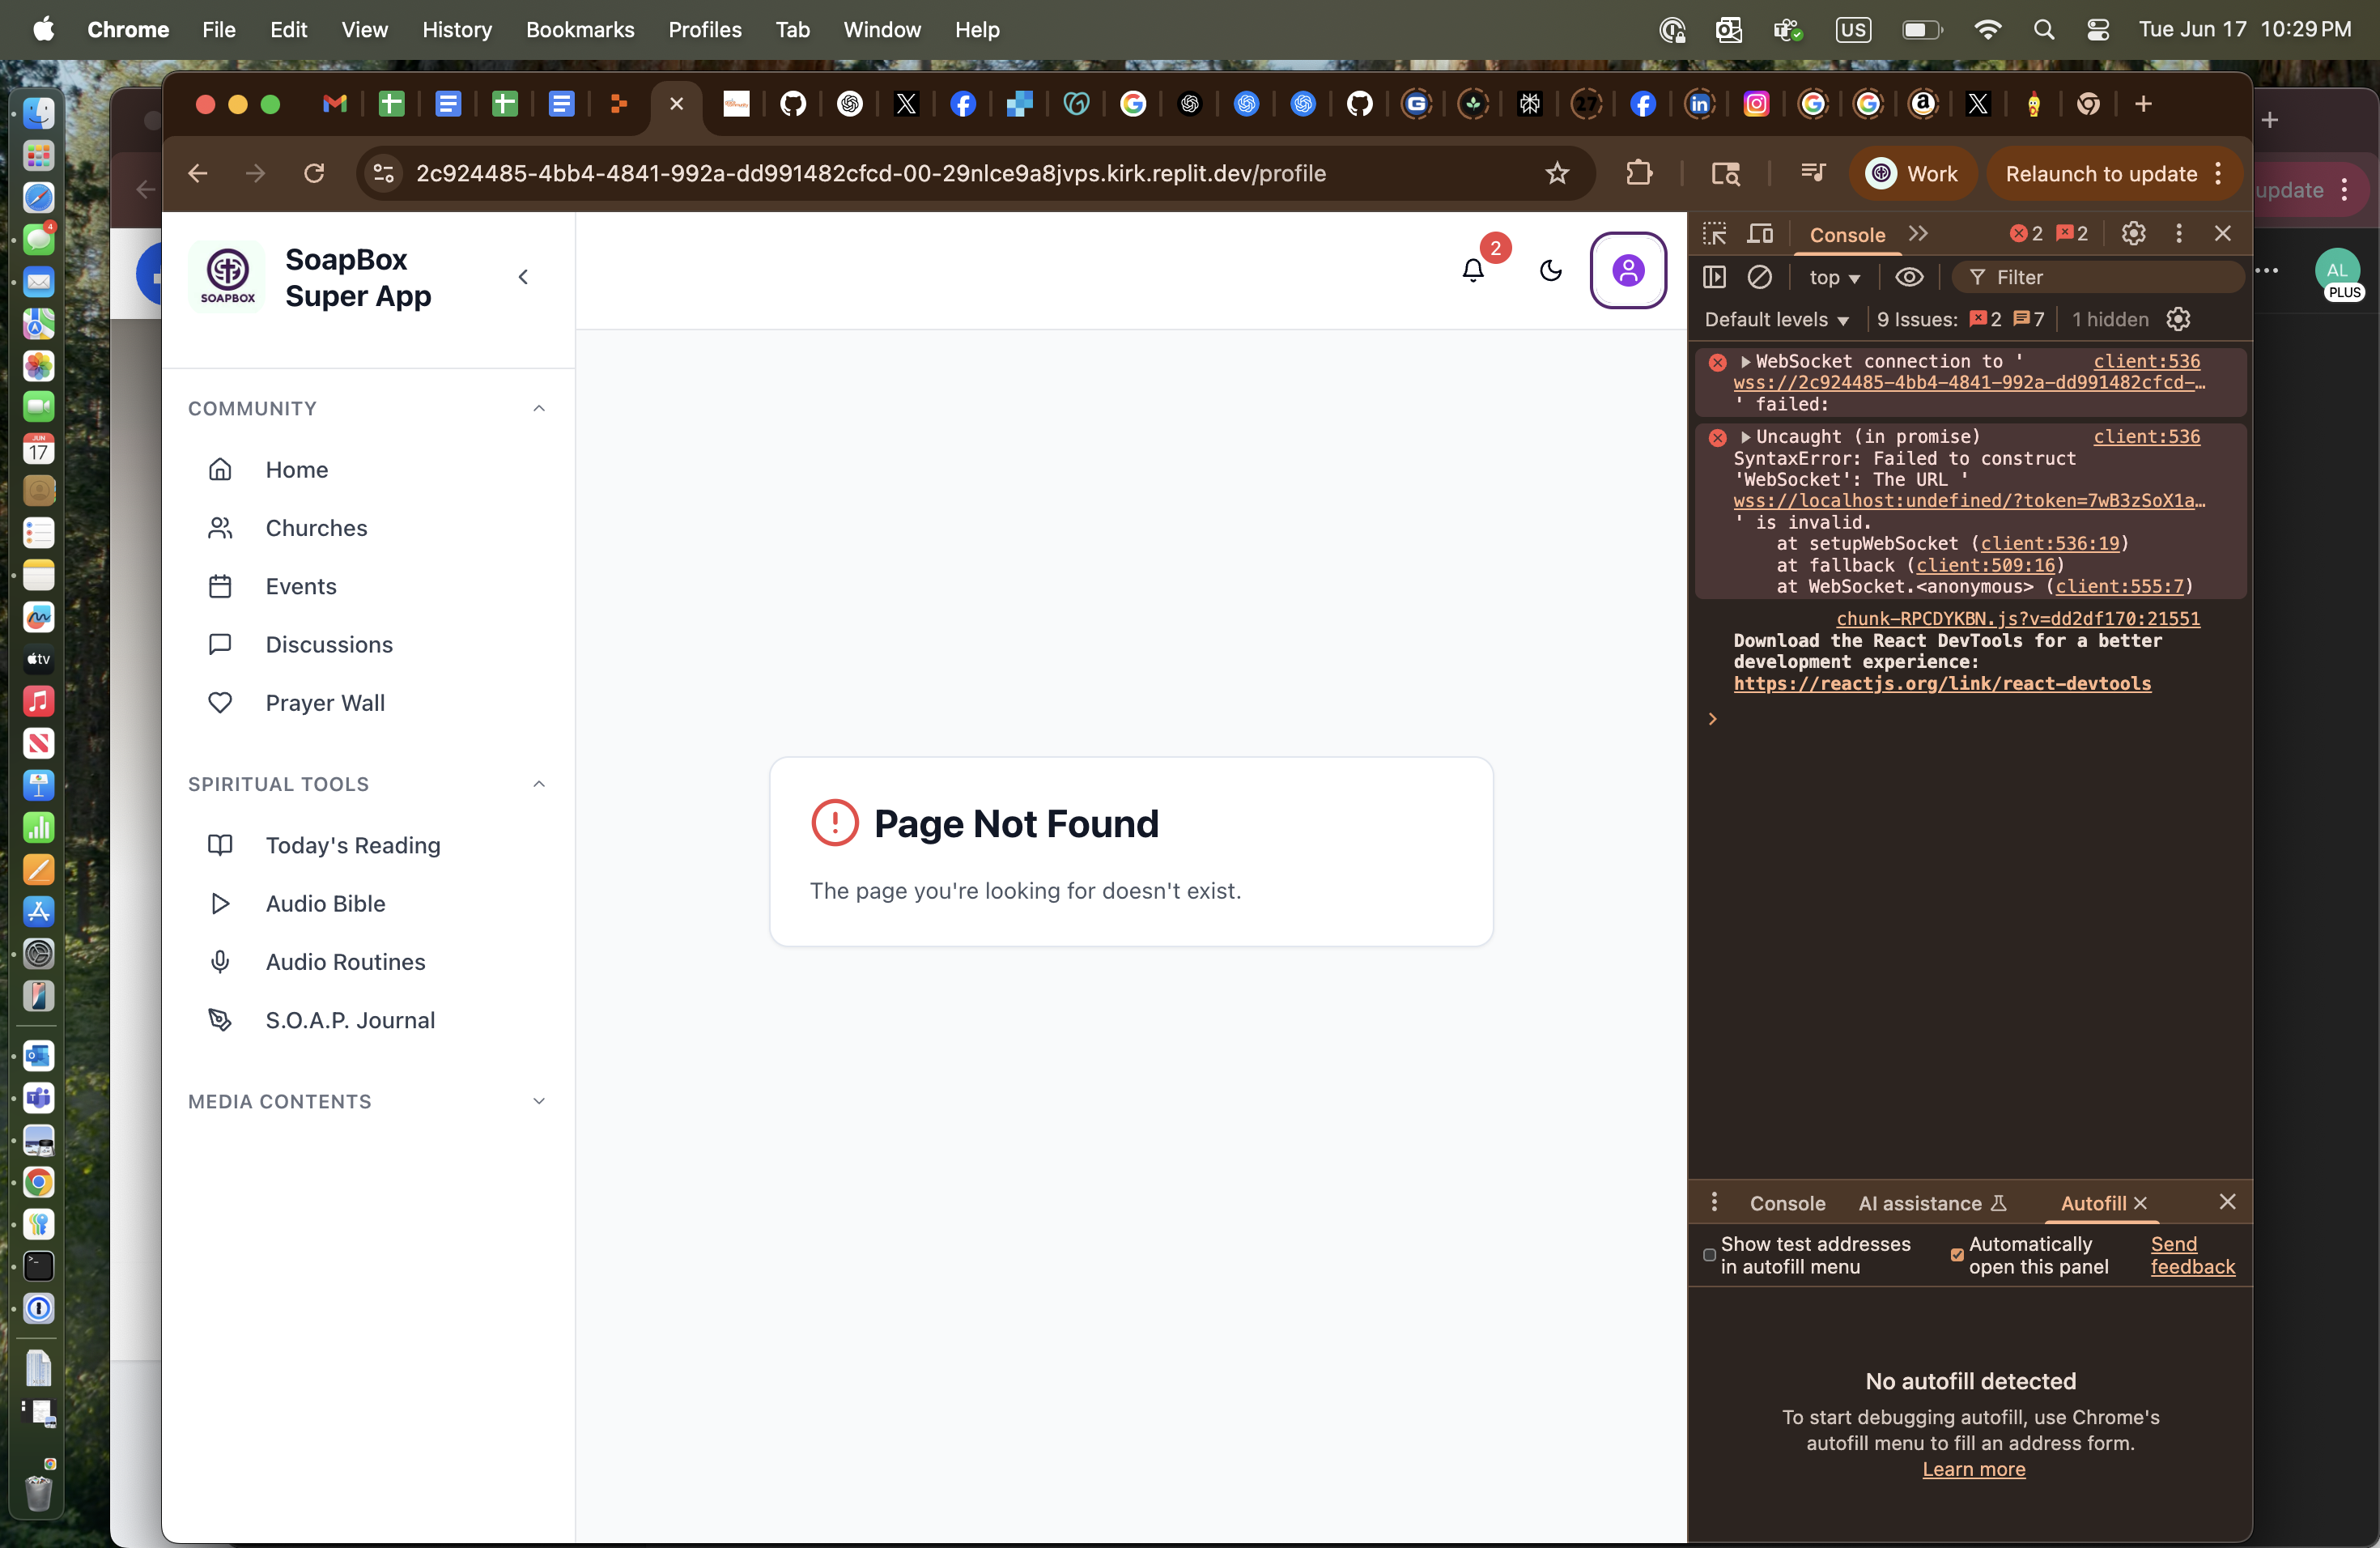 Chrome File Edit View History Bookmarks Profiles Tab Window Help US Tue Jun 17 10:29 PM
2c924485-4bb4-4841-992a-dd991482cfcd-00-29nlce9a8jvps.kirk.replit.dev/profile Work Relaunch to update
update
AL
PLUS
4
JUN
17
tv
27
SOAPBOX
SoapBox
Super App
2
COMMUNITY
Home
Churches
Events
Discussions
Prayer Wall
SPIRITUAL TOOLS
Today's Reading
Audio Bible
Audio Routines
S.O.A.P. Journal
MEDIA CONTENTS
Page Not Found
The page you're looking for doesn't exist.
Console 2 2
top Filter
Default levels 9 Issues: 2 7 1 hidden
WebSocket connection to ' client:536
wss://2c924485-4bb4-4841-992a-dd991482cfcd-…
' failed:
Uncaught (in promise) client:536
SyntaxError: Failed to construct
'WebSocket': The URL '
wss://localhost:undefined/?token=7wB3zSoX1a…
' is invalid.
at setupWebSocket (client:536:19)
at fallback (client:509:16)
at WebSocket.<anonymous> (client:555:7)
chunk-RPCDYKBN.js?v=dd2df170:21551
Download the React DevTools for a better
development experience:
https://reactjs.org/link/react-devtools
Console AI assistance Autofill
Show test addresses
in autofill menu
Automatically
open this panel
Send
feedback
No autofill detected
To start debugging autofill, use Chrome's
autofill menu to fill an address form.
Learn more